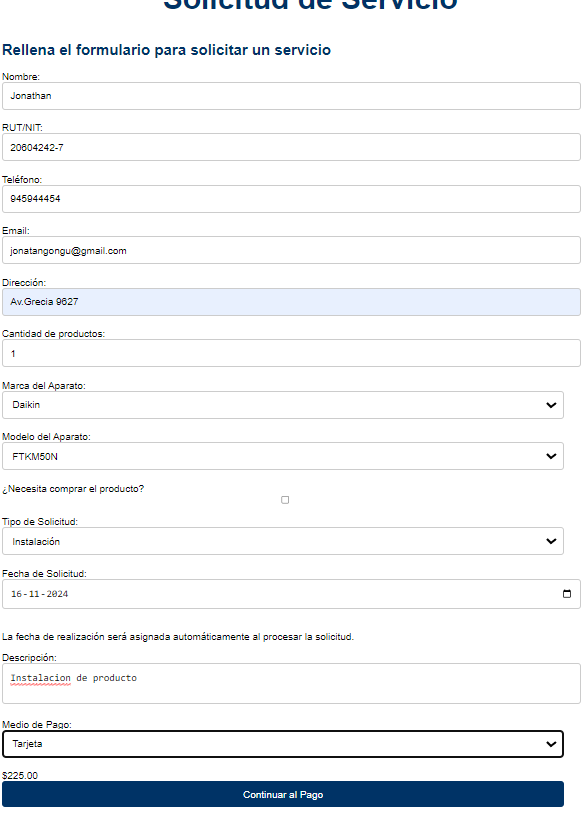 Solicitud de Servicio
Rellena el formulario para solicitar un servicio
Nombre:
Jonathan
RUT/NIT:
20604242-7
Teléfono:
945944454
Email:
jonatangongu@gmail.com
Dirección:
Av.Grecia 9627
Cantidad de productos:
1
Marca del Aparato:
Daikin
Modelo del Aparato:
FTKM50N
¿Necesita comprar el producto?
Tipo de Solicitud:
Instalación
Fecha de Solicitud:
16-11-2024
La fecha de realización será asignada automáticamente al procesar la solicitud.
Descripción:
Instalacion de producto
Medio de Pago:
Tarjeta
$225.00
Continuar al Pago